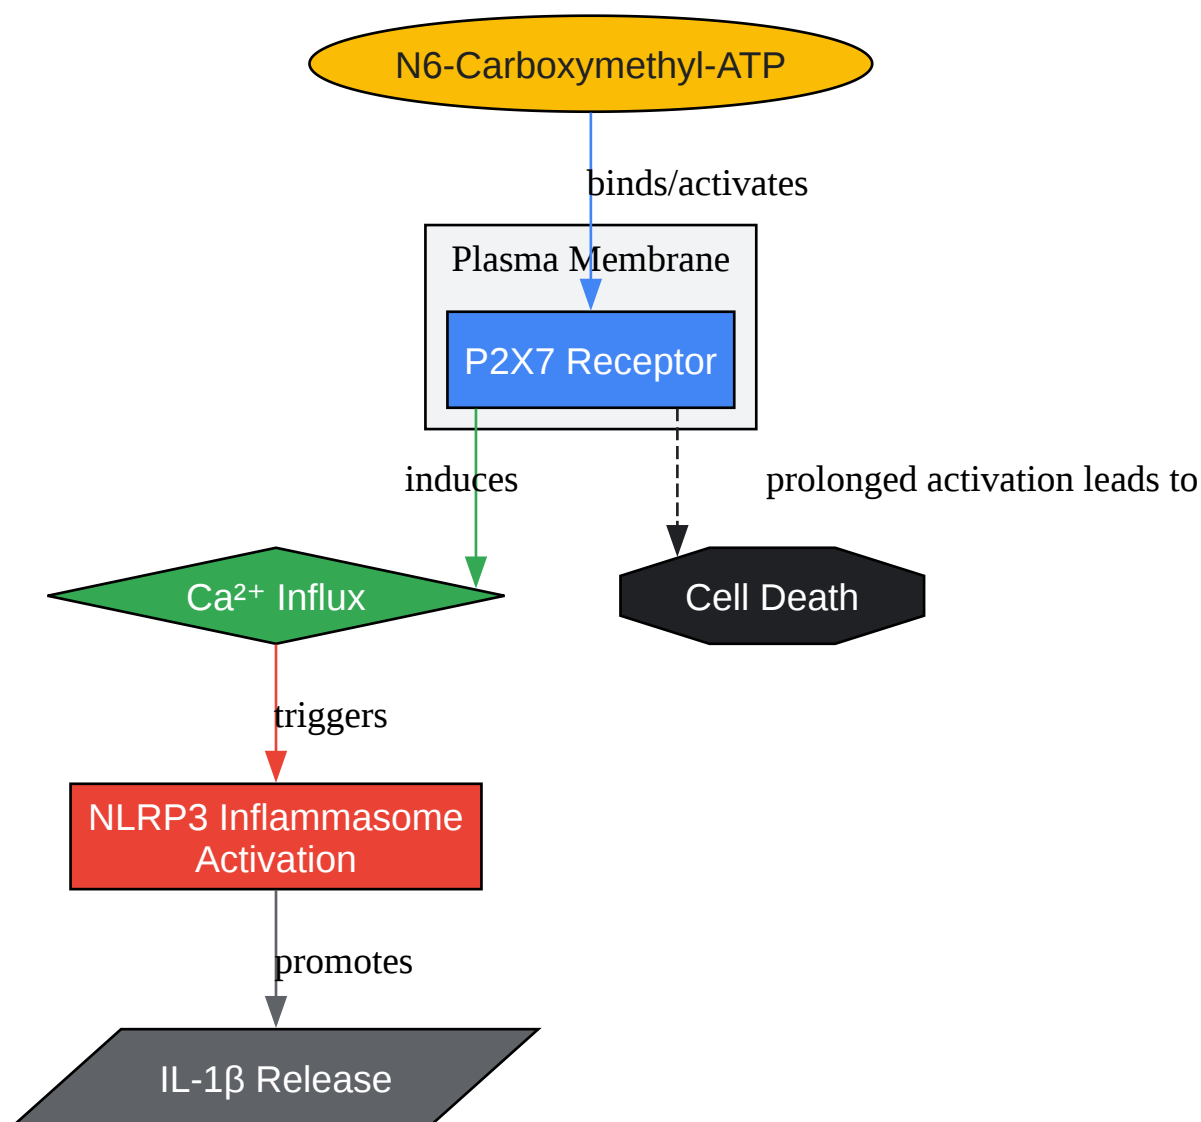 N6-Carboxymethyl-ATP
binds/activates
Plasma Membrane
P2X7 Receptor
induces
prolonged activation leads to
Ca²⁺ Influx
Cell Death
triggers
NLRP3 Inflammasome
Activation
promotes
IL-1β Release